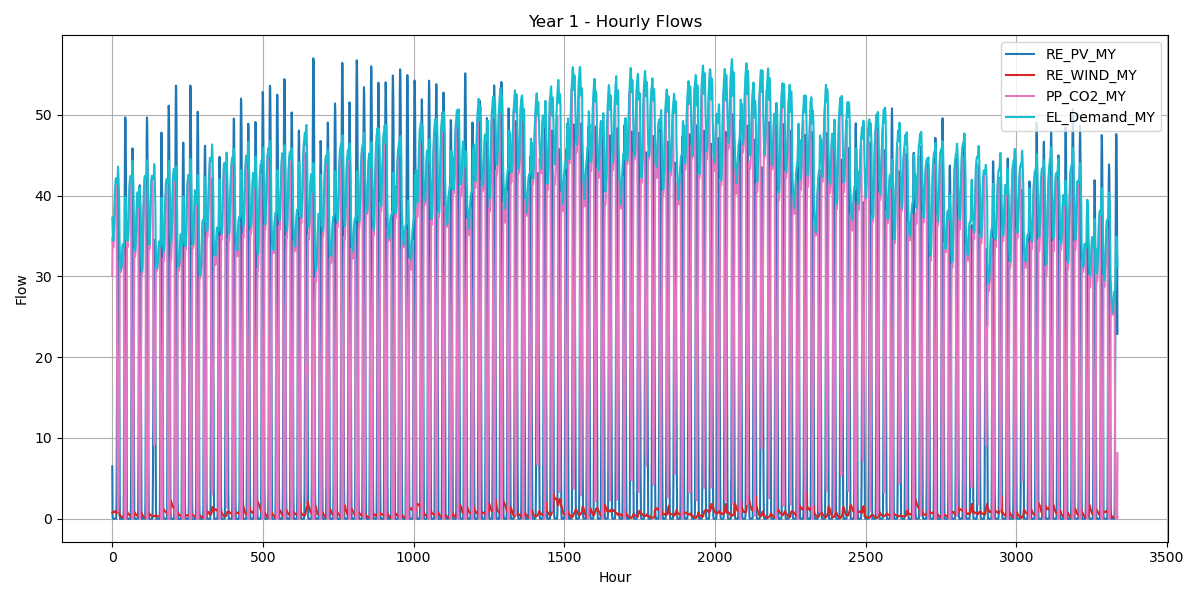 Year 1 - Hourly Flows
RE_PV_MY
RE_WIND_MY
PP_CO2_MY
EL_Demand_MY
Flow
50
40
30
20
10
0
0 500 1000 1500 2000 2500 3000 3500
Hour